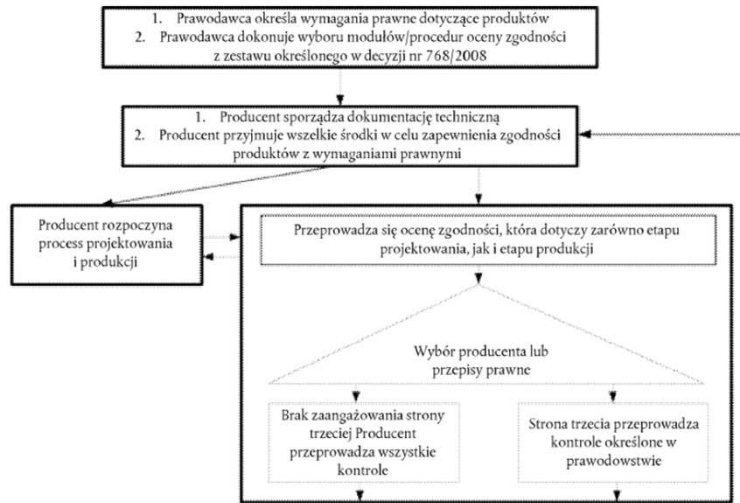 1. Prawodawca określa wymagania prawne dotyczące produktów
2. Prawodawca dokonuje wyboru modułów/procedur oceny zgodności
z zestawu określonego w decyzji nr 768/2008
1. Producent sporządza dokumentację techniczną
2. Producent przyjmuje wszelkie środki w celu zapewnienia zgodności
produktów z wymaganiami prawnymi
Producent rozpoczyna
process projektowania
i produkcji
Przeprowadza się ocenę zgodności, która dotyczy zarówno etapu
projektowania, jak i etapu produkcji
Wybór producenta lub
przepisy prawne
Brak zaangażowania strony
trzeciej Producent
przeprowadza wszystkie
kontrole
Strona trzecia przeprowadza
kontrole określone w
prawodowstwie